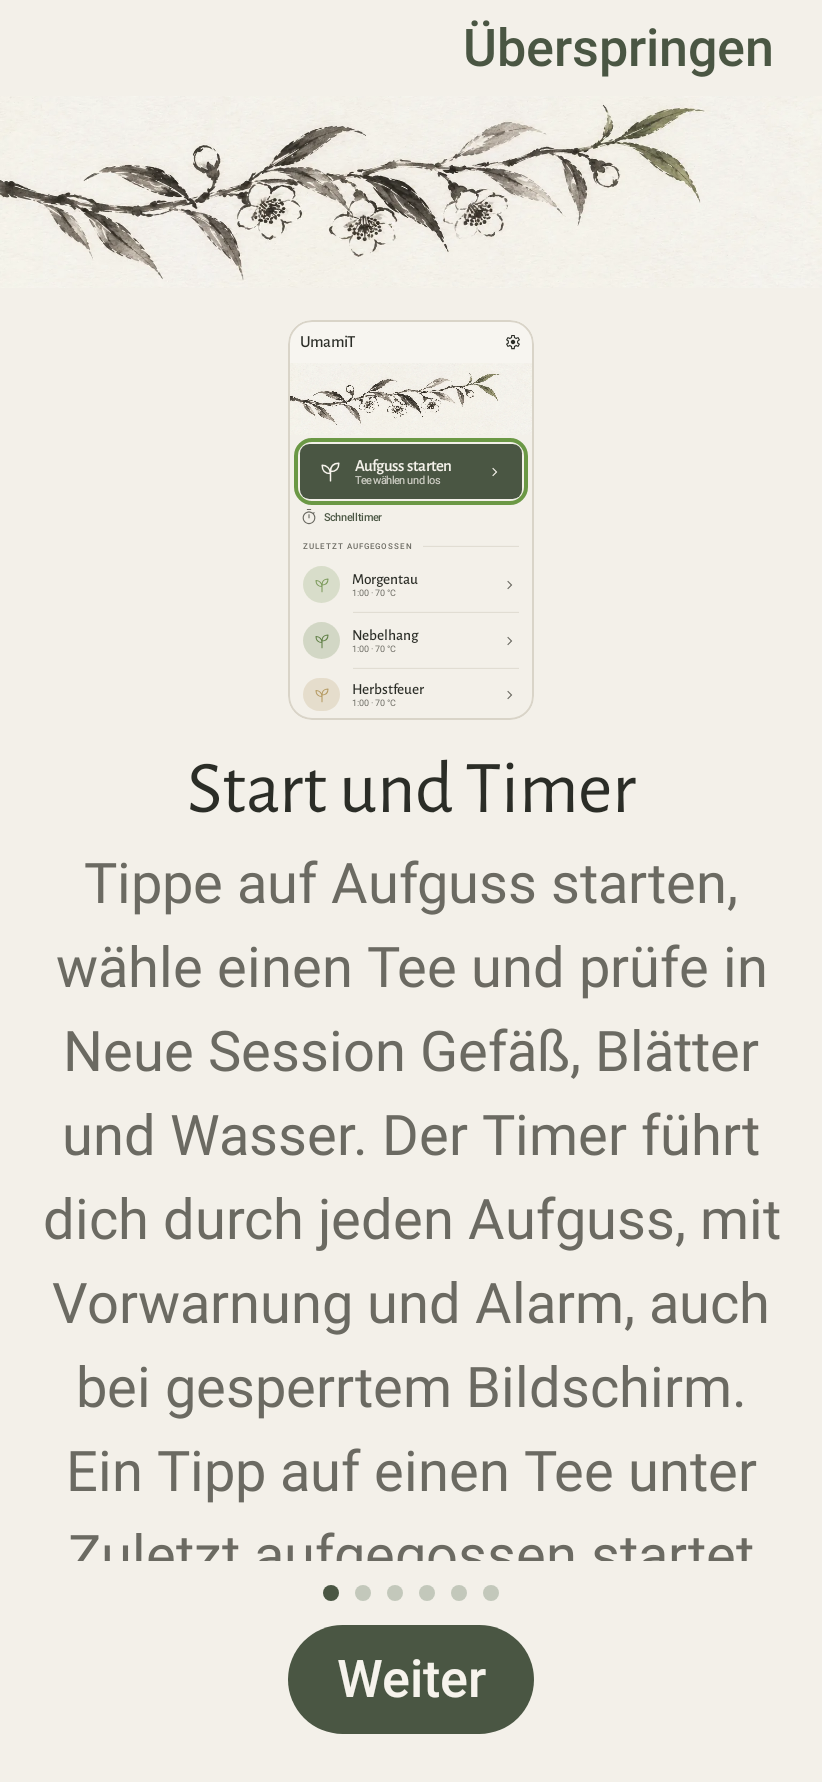 Überspringen
UmamiT
Aufguss starten
Tee wählen und los
Schnelltimer
ZULETZT AUFGEGOSSEN
Morgentau
1:00 · 70 °C
Nebelhang
1:00 · 70 °C
Herbstfeuer
1:00 · 70 °C
Start und Timer
Tippe auf Aufguss starten,
wähle einen Tee und prüfe in
Neue Session Gefäß, Blätter
und Wasser. Der Timer führt
dich durch jeden Aufguss, mit
Vorwarnung und Alarm, auch
bei gesperrtem Bildschirm.
Ein Tipp auf einen Tee unter
Zuletzt aufgegossen startet
Weiter